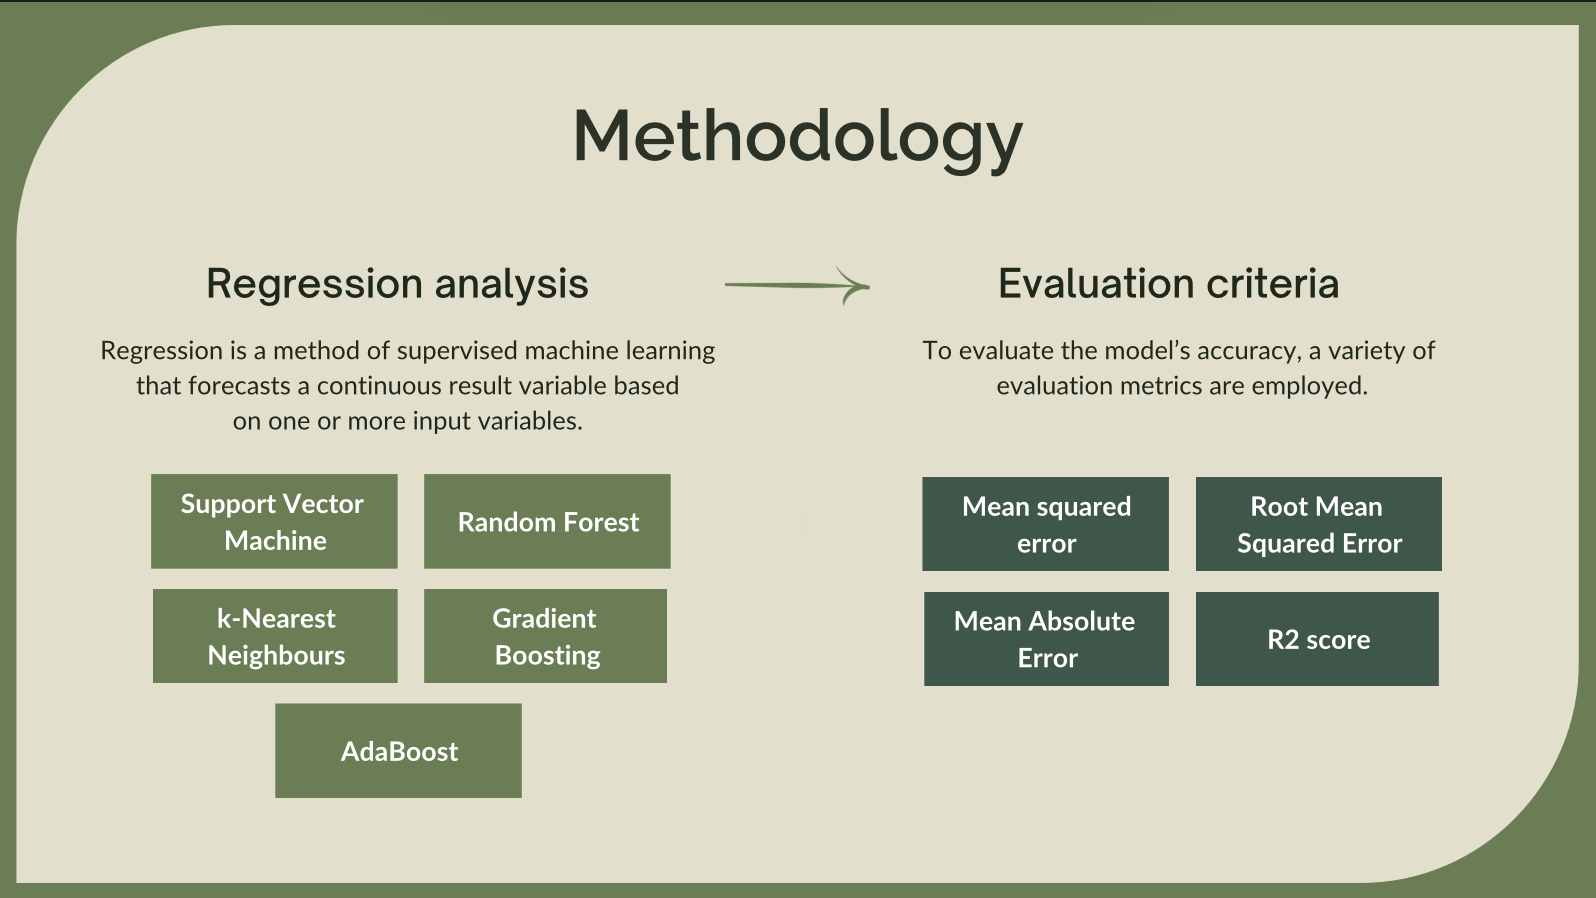 Methodology
Regression analysis
Regression is a method of supervised machine learning
that forecasts a continuous result variable based
on one or more input variables.
Support Vector
Machine
Random Forest
k-Nearest
Neighbours
Gradient
Boosting
AdaBoost
Evaluation criteria
To evaluate the model’s accuracy, a variety of
evaluation metrics are employed.
Mean squared
error
Root Mean
Squared Error
Mean Absolute
Error
R2 score